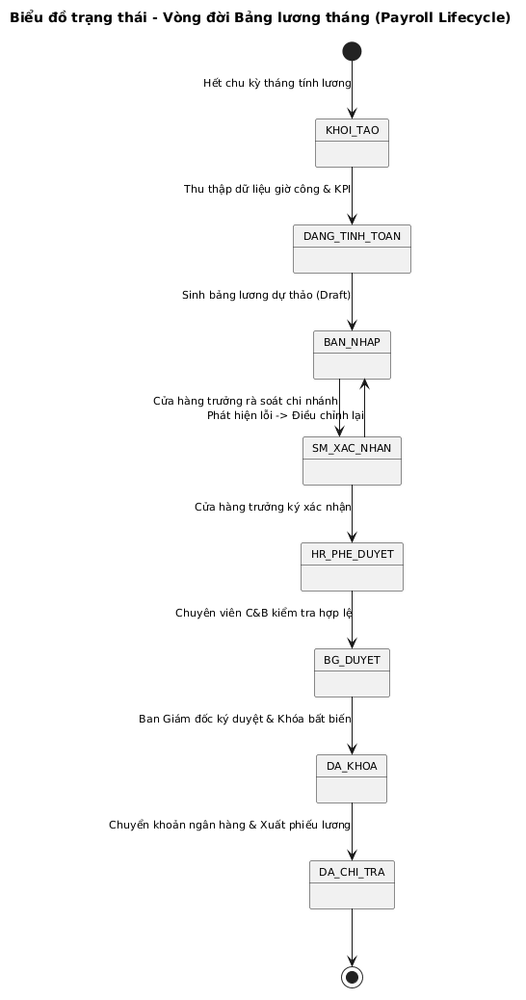 Biểu đồ trạng thái - Vòng đời Bảng lương tháng (Payroll Lifecycle)
Hết chu kỳ tháng tính lương
KHOI_TAO
Thu thập dữ liệu giờ công & KPI
DANG_TINH_TOAN
Sinh bảng lương dự thảo (Draft)
BAN_NHAP
Cửa hàng trưởng rà soát chi nhánh
Phát hiện lỗi -> Điều chỉnh lại
SM_XAC_NHAN
Cửa hàng trưởng ký xác nhận
HR_PHE_DUYET
Chuyên viên C&B kiểm tra hợp lệ
BG_DUYET
Ban Giám đốc ký duyệt & Khóa bất biến
DA_KHOA
Chuyển khoản ngân hàng & Xuất phiếu lương
DA_CHI_TRA